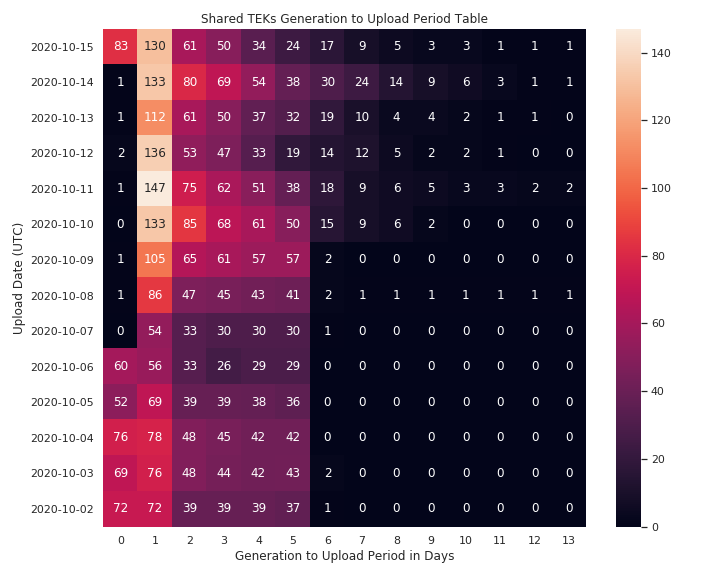 Shared TEKs Generation to Upload Period Table
Upload Date (UTC)
2020-10-15 83 130 61 50 34 24 17 9 5 3 3 1 1 1
2020-10-14 1 133 80 69 54 38 30 24 14 9 6 3 1 1
2020-10-13 1 112 61 50 37 32 19 10 4 4 2 1 1 0
2020-10-12 2 136 53 47 33 19 14 12 5 2 2 1 0 0
2020-10-11 1 147 75 62 51 38 18 9 6 5 3 3 2 2
2020-10-10 0 133 85 68 61 50 15 9 6 2 0 0 0 0
2020-10-09 1 105 65 61 57 57 2 0 0 0 0 0 0 0
2020-10-08 1 86 47 45 43 41 2 1 1 1 1 1 1 1
2020-10-07 0 54 33 30 30 30 1 0 0 0 0 0 0 0
2020-10-06 60 56 33 26 29 29 0 0 0 0 0 0 0 0
2020-10-05 52 69 39 39 38 36 0 0 0 0 0 0 0 0
2020-10-04 76 78 48 45 42 42 0 0 0 0 0 0 0 0
2020-10-03 69 76 48 44 42 43 2 0 0 0 0 0 0 0
2020-10-02 72 72 39 39 39 37 1 0 0 0 0 0 0 0
0 1 2 3 4 5 6 7 8 9 10 11 12 13
Generation to Upload Period in Days
140
120
100
80
60
40
20
0